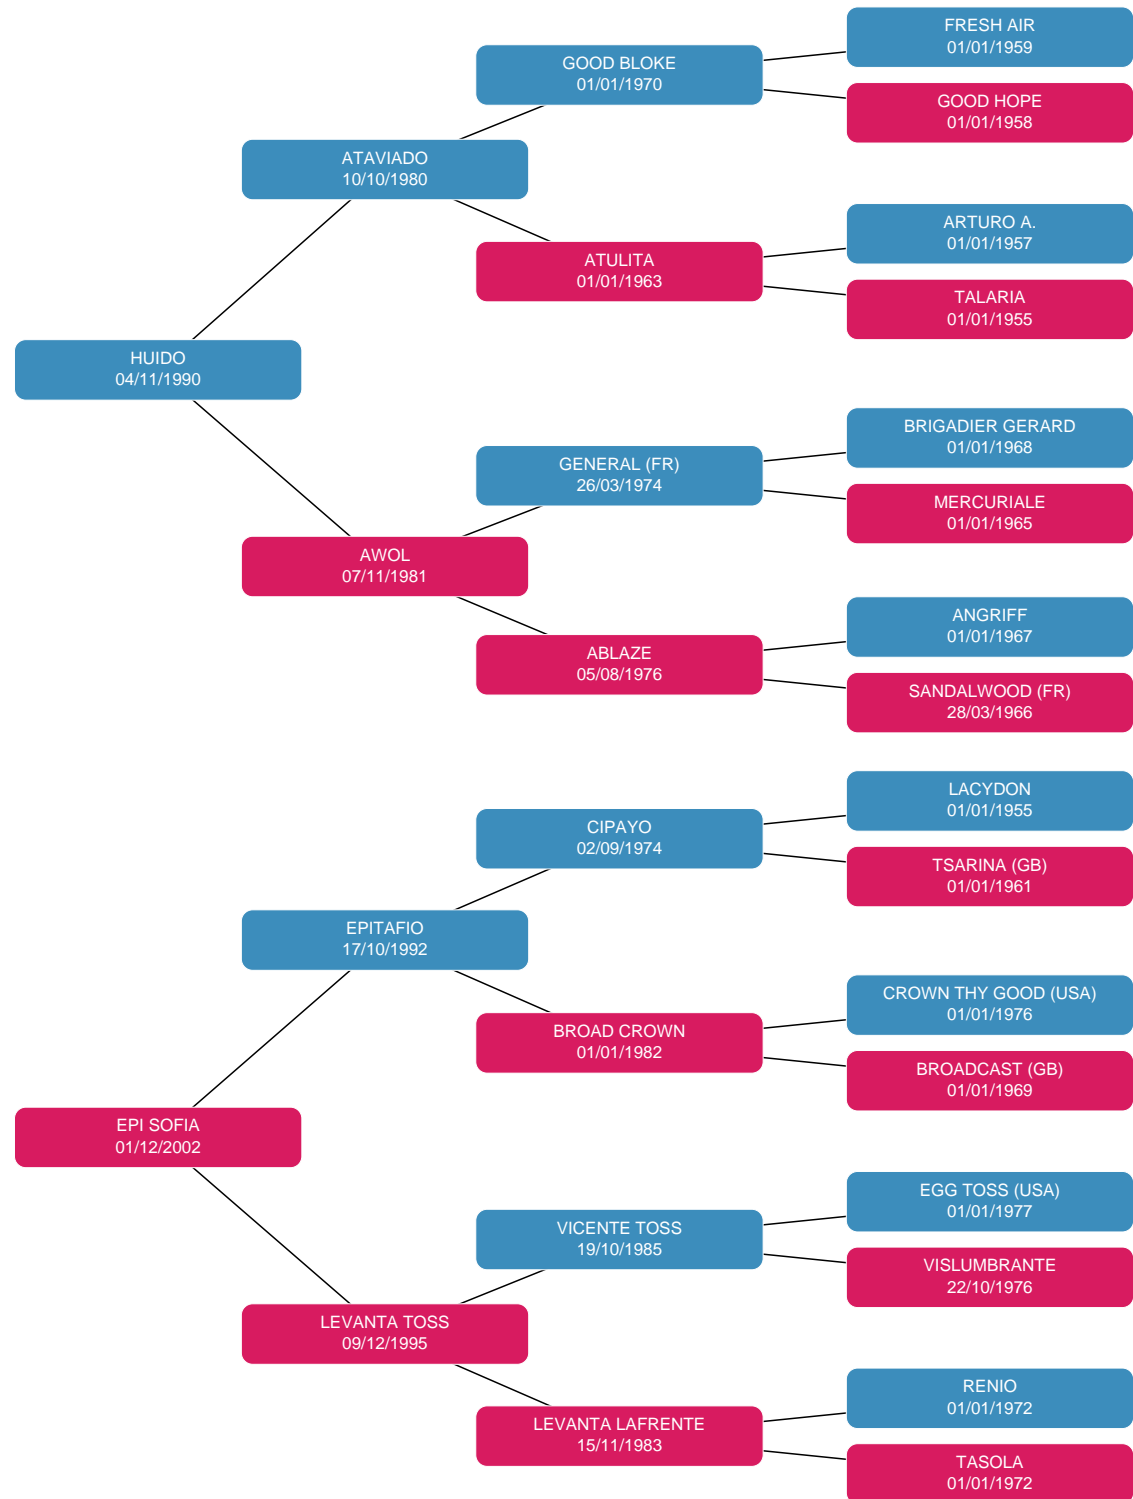 FRESH AIR
01/01/1959
GOOD BLOKE
01/01/1970
GOOD HOPE
01/01/1958
ATAVIADO
10/10/1980
ARTURO A.
01/01/1957
ATULITA
01/01/1963
TALARIA
01/01/1955
HUIDO
04/11/1990
BRIGADIER GERARD
01/01/1968
GENERAL (FR)
26/03/1974
MERCURIALE
01/01/1965
AWOL
07/11/1981
ANGRIFF
01/01/1967
ABLAZE
05/08/1976
SANDALWOOD (FR)
28/03/1966
LACYDON
01/01/1955
CIPAYO
02/09/1974
TSARINA (GB)
01/01/1961
EPITAFIO
17/10/1992
CROWN THY GOOD (USA)
01/01/1976
BROAD CROWN
01/01/1982
BROADCAST (GB)
01/01/1969
EPI SOFIA
01/12/2002
EGG TOSS (USA)
01/01/1977
VICENTE TOSS
19/10/1985
VISLUMBRANTE
22/10/1976
LEVANTA TOSS
09/12/1995
RENIO
01/01/1972
LEVANTA LAFRENTE
15/11/1983
TASOLA
01/01/1972